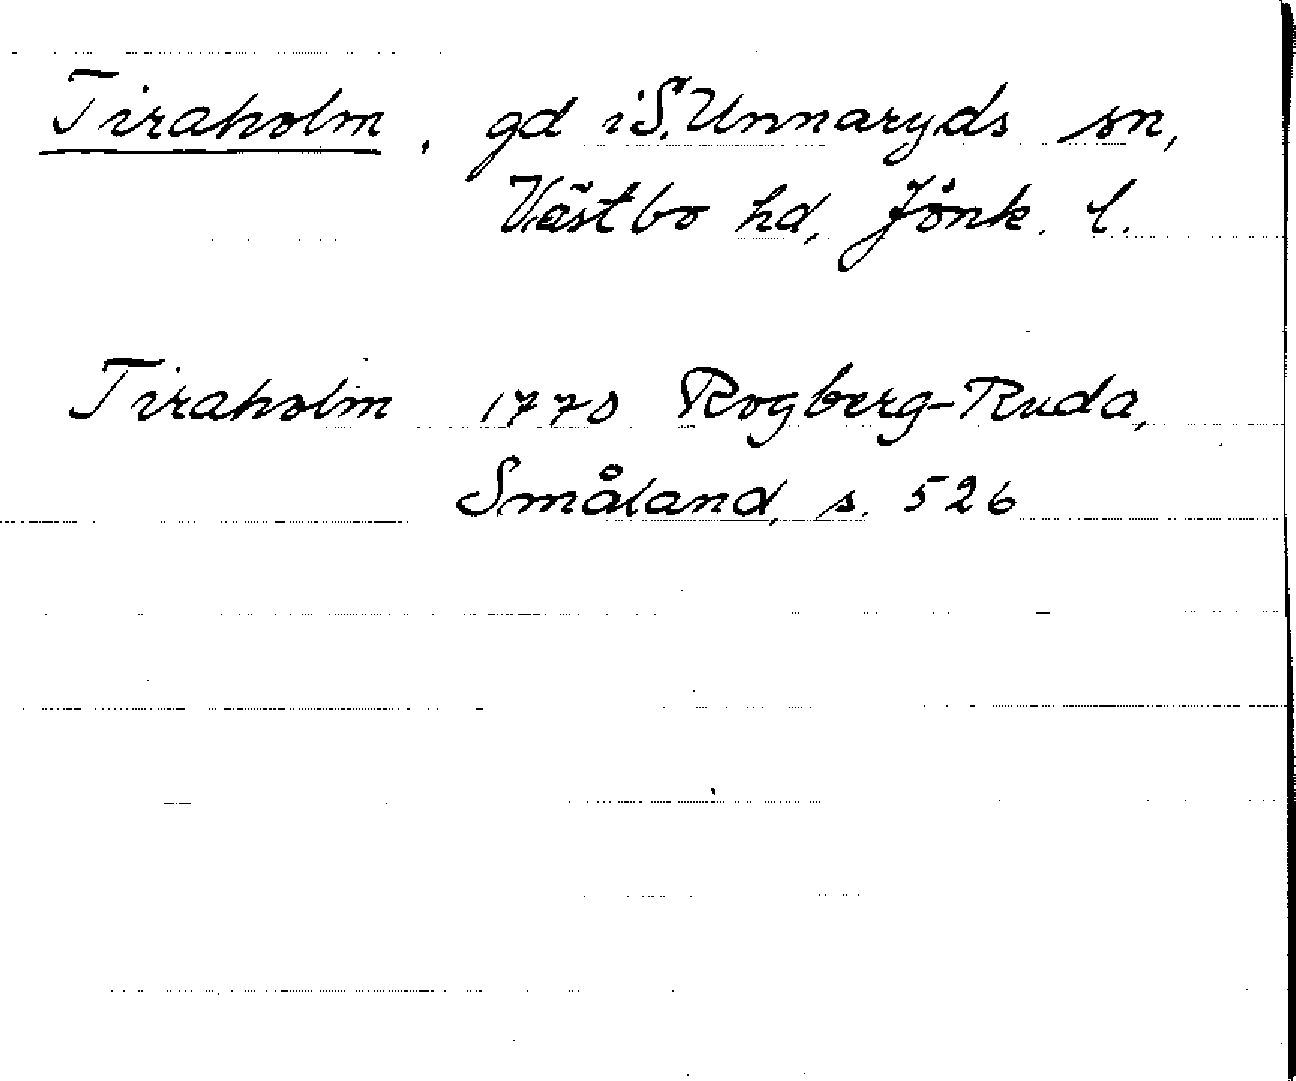 Tiraholm, gd i S. Unnaryds sn,
Västbo hd, Jönk. l.
Tiraholm 1770 Rogberg-Ruda,
Småland, s. 526